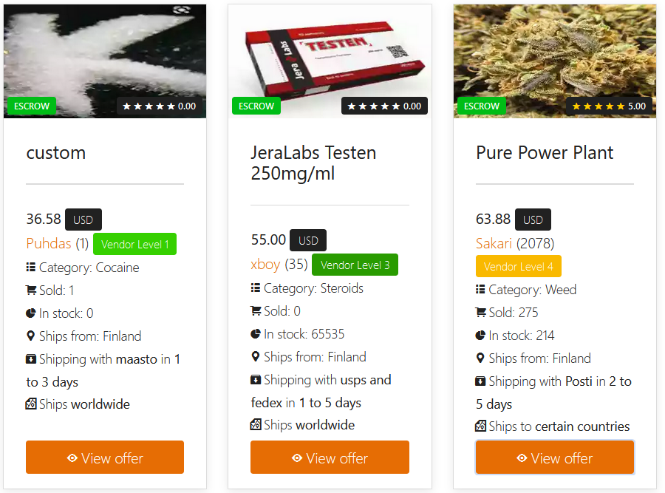 ESCROW
★★★★★ 0.00
custom
36.58 USD
Puhdas (1) Vendor Level 1
Category: Cocaine
Sold: 1
In stock: 0
Ships from: Finland
Shipping with maasto in 1
to 3 days
Ships worldwide
View offer
Jera Labs
TESTEN
ESCROW
★★★★★ 0.00
JeraLabs Testen
250mg/ml
55.00 USD
xboy (35) Vendor Level 3
Category: Steroids
Sold: 0
In stock: 65535
Ships from: Finland
Shipping with usps and
fedex in 1 to 5 days
Ships worldwide
View offer
ESCROW
★★★★★ 5.00
Pure Power Plant
63.88 USD
Sakari (2078)
Vendor Level 4
Category: Weed
Sold: 275
In stock: 214
Ships from: Finland
Shipping with Posti in 2 to
5 days
Ships to certain countries
View offer